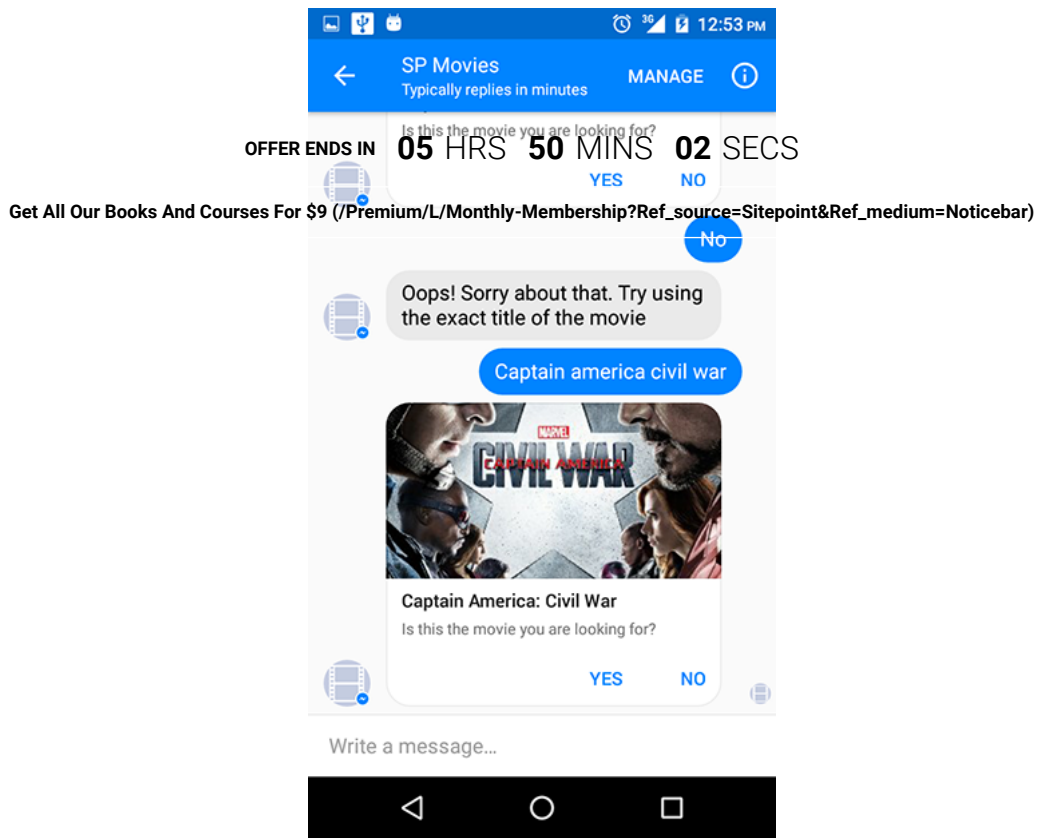 3G 12:53 PM
SP Movies
Typically replies in minutes
MANAGE
Is this the movie you are looking for?
OFFER ENDS IN 05 HRS 50 MINS 02 SECS
YES NO
Get All Our Books And Courses For $9 (/Premium/L/Monthly-Membership?Ref_source=Sitepoint&Ref_medium=Noticebar)
No
Oops! Sorry about that. Try using
the exact title of the movie
Captain america civil war
MARVEL
CAPTAIN AMERICA
CIVIL WAR
Captain America: Civil War
Is this the movie you are looking for?
YES NO
Write a message...